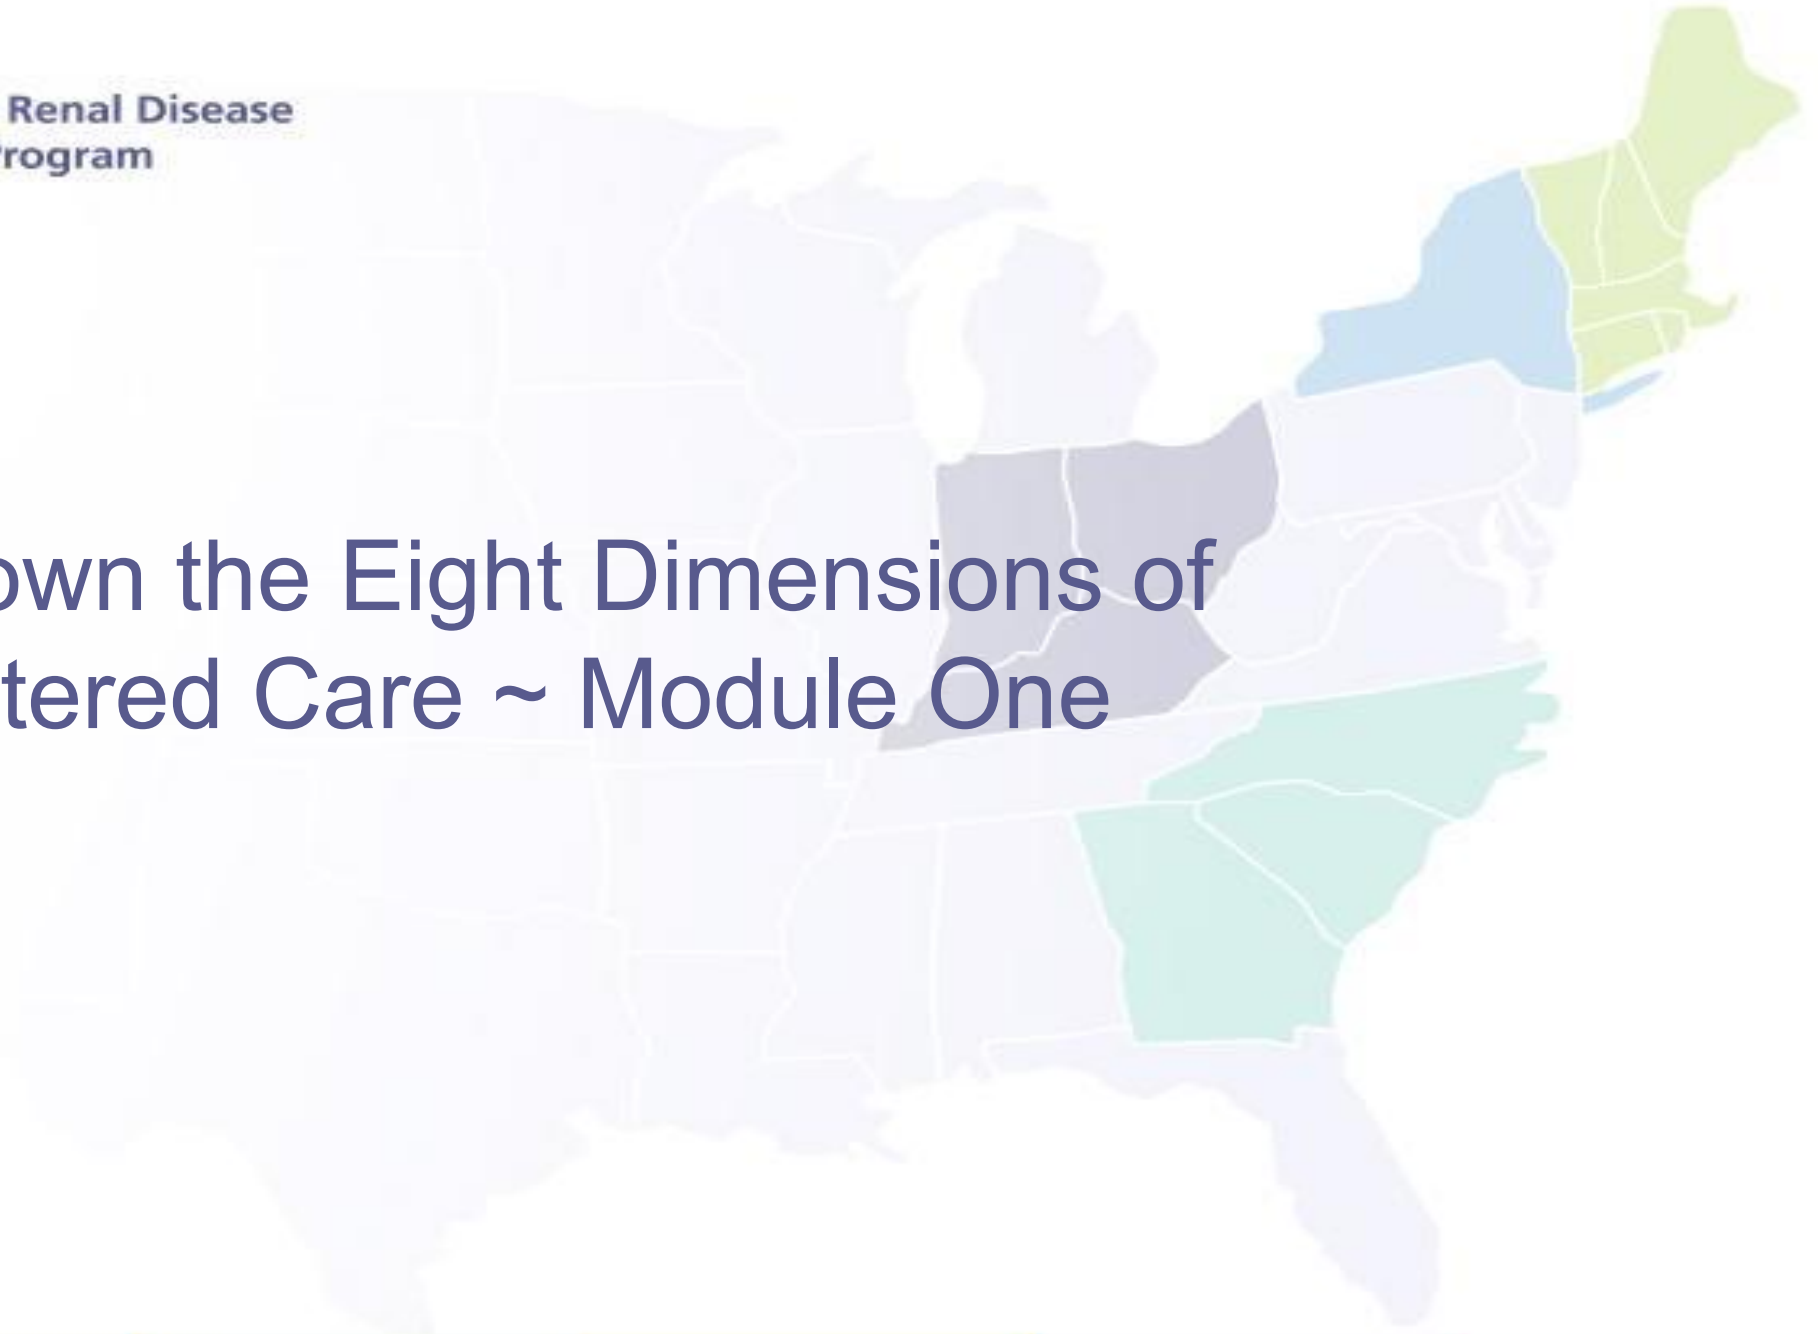 Renal Disease
rogram
own the Eight Dimensions of
tered Care ~ Module One